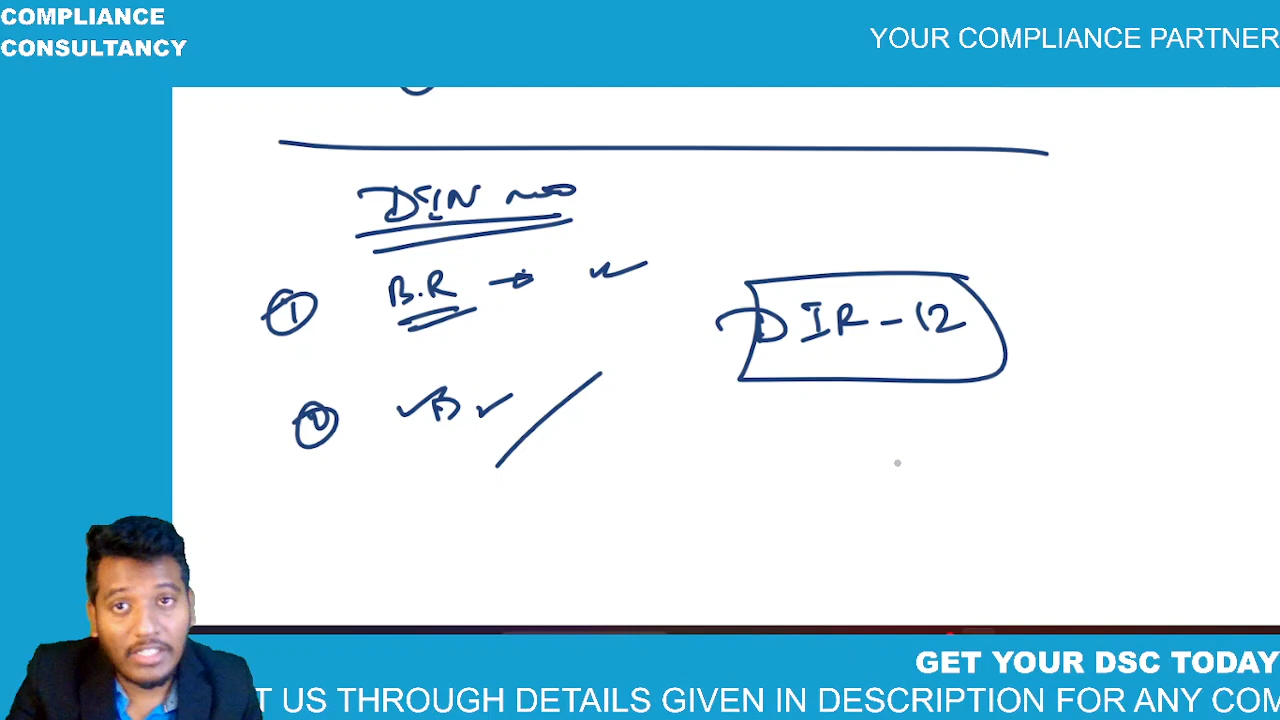 COMPLIANCE
CONSULTANCY
YOUR COMPLIANCE PARTNER
DIN no
① B.R →
DIR-12
②
GET YOUR DSC TODAY
T US THROUGH DETAILS GIVEN IN DESCRIPTION FOR ANY COM